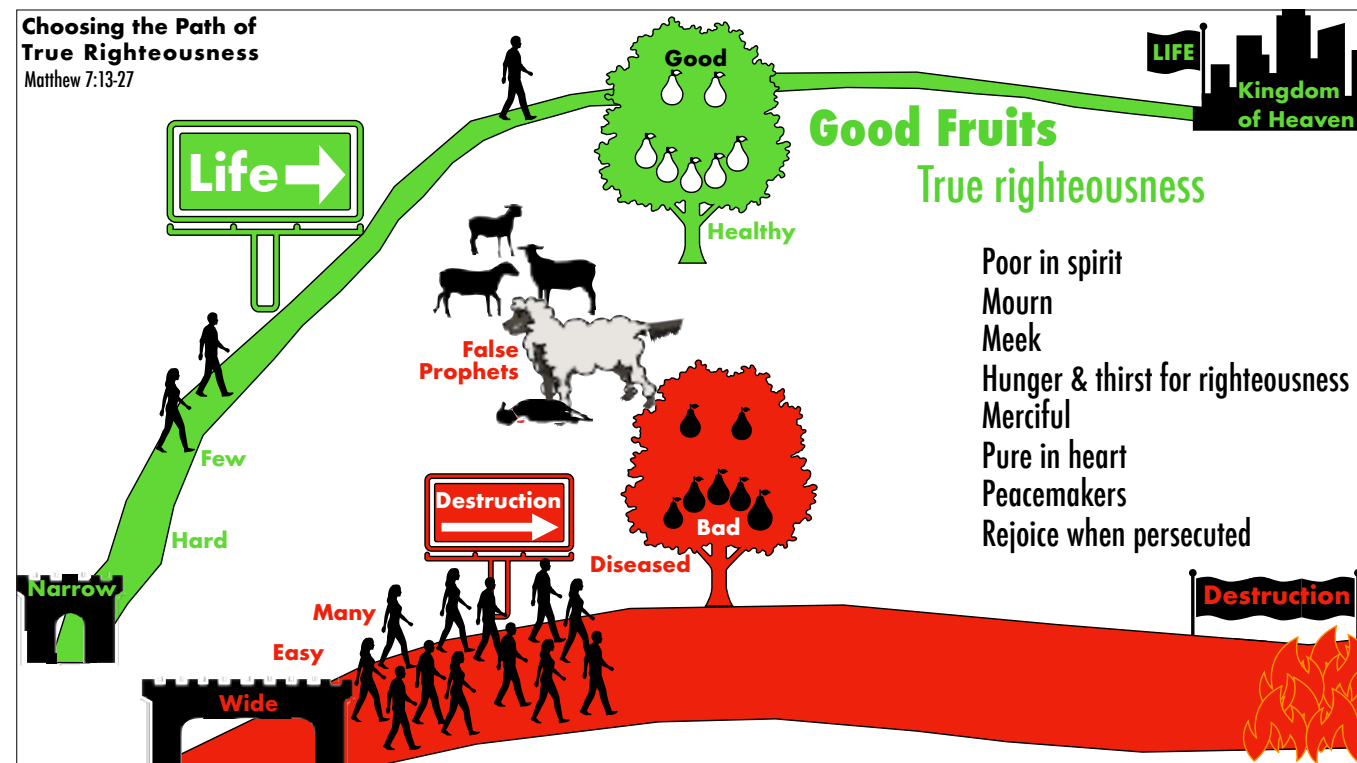 Choosing the Path of
True Righteousness
Matthew 7:13-27
Good
LIFE
Kingdom
of Heaven
Good Fruits
True righteousness
Life
Healthy
Poor in spirit
Mourn
Meek
Hunger & thirst for righteousness
Merciful
Pure in heart
Peacemakers
Rejoice when persecuted
False
Prophets
Few
Hard
Narrow
Destruction
Bad
Diseased
Many
Easy
Wide
Destruction